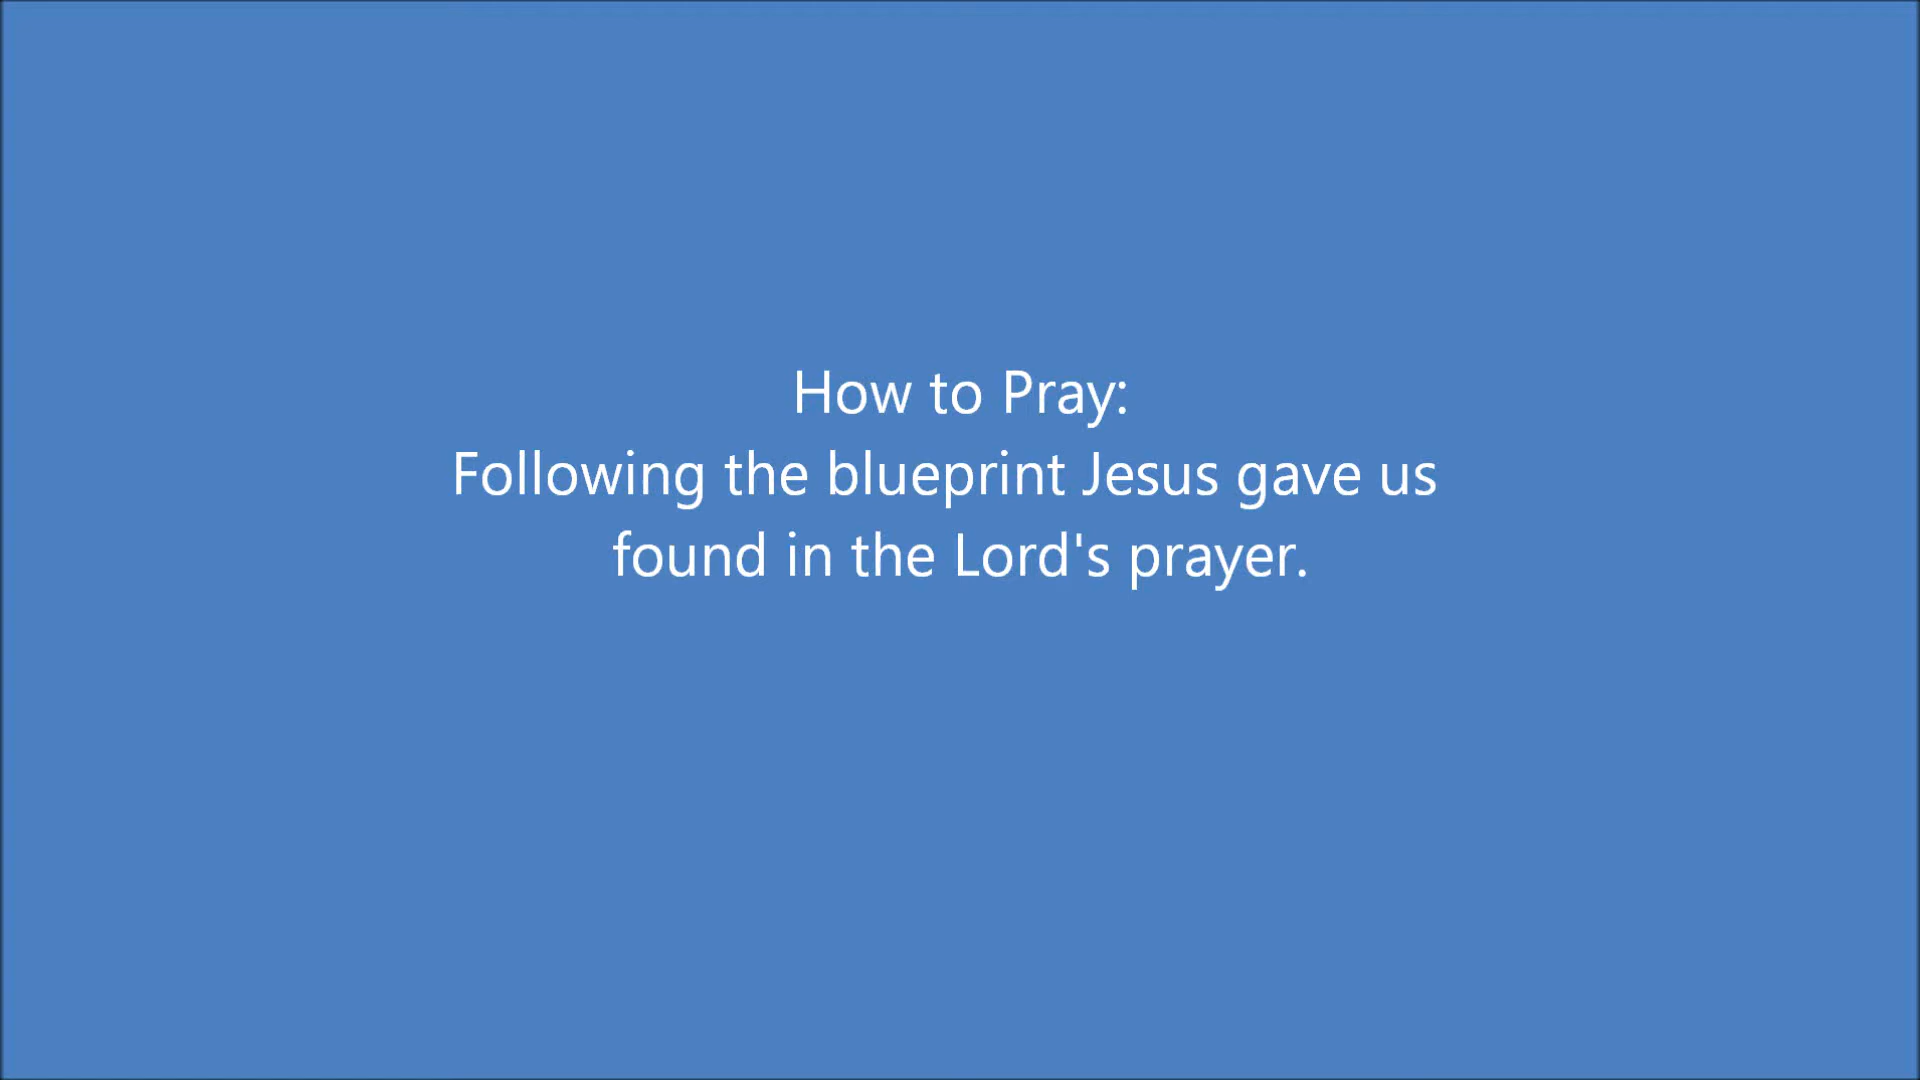 How to Pray:
Following the blueprint Jesus gave us
found in the Lord's prayer.